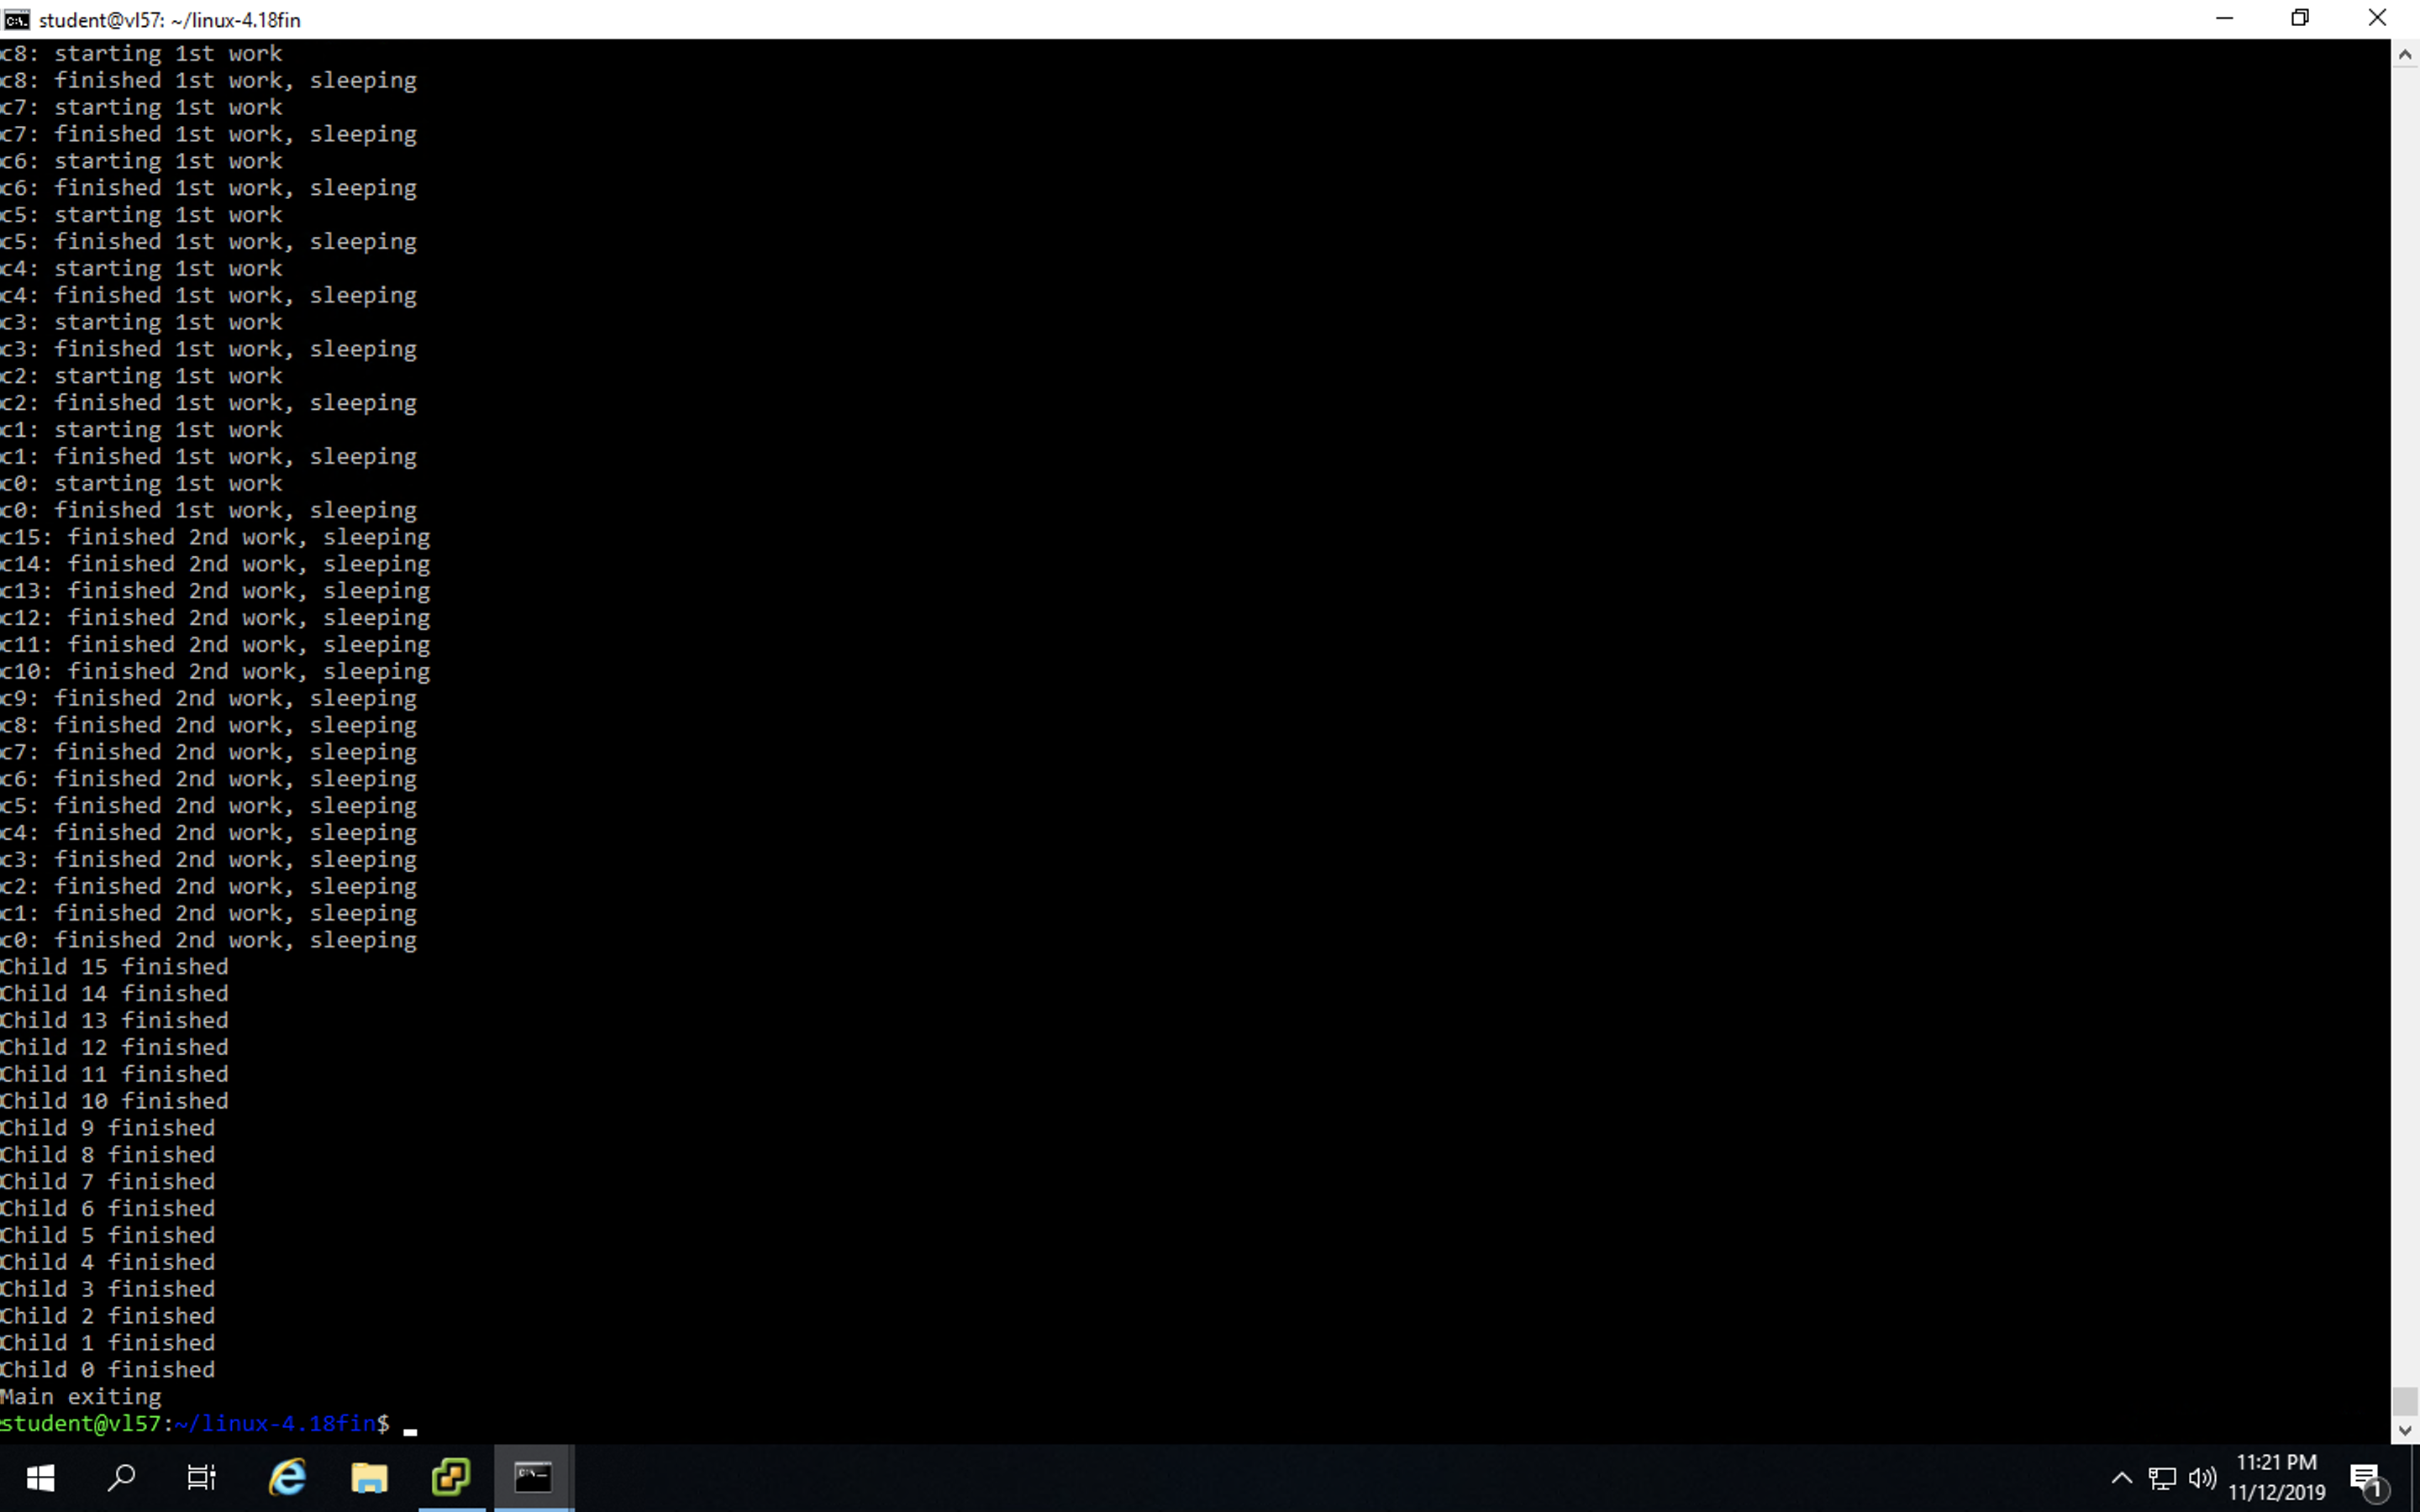 student@vl57: ~/linux-4.18fin
c8: starting 1st work
c8: finished 1st work, sleeping
c7: starting 1st work
c7: finished 1st work, sleeping
c6: starting 1st work
c6: finished 1st work, sleeping
c5: starting 1st work
c5: finished 1st work, sleeping
c4: starting 1st work
c4: finished 1st work, sleeping
c3: starting 1st work
c3: finished 1st work, sleeping
c2: starting 1st work
c2: finished 1st work, sleeping
c1: starting 1st work
c1: finished 1st work, sleeping
c0: starting 1st work
c0: finished 1st work, sleeping
c15: finished 2nd work, sleeping
c14: finished 2nd work, sleeping
c13: finished 2nd work, sleeping
c12: finished 2nd work, sleeping
c11: finished 2nd work, sleeping
c10: finished 2nd work, sleeping
c9: finished 2nd work, sleeping
c8: finished 2nd work, sleeping
c7: finished 2nd work, sleeping
c6: finished 2nd work, sleeping
c5: finished 2nd work, sleeping
c4: finished 2nd work, sleeping
c3: finished 2nd work, sleeping
c2: finished 2nd work, sleeping
c1: finished 2nd work, sleeping
c0: finished 2nd work, sleeping
Child 15 finished
Child 14 finished
Child 13 finished
Child 12 finished
Child 11 finished
Child 10 finished
Child 9 finished
Child 8 finished
Child 7 finished
Child 6 finished
Child 5 finished
Child 4 finished
Child 3 finished
Child 2 finished
Child 1 finished
Child 0 finished
Main exiting
student@vl57:~/linux-4.18fin$
11:21 PM
11/12/2019
1